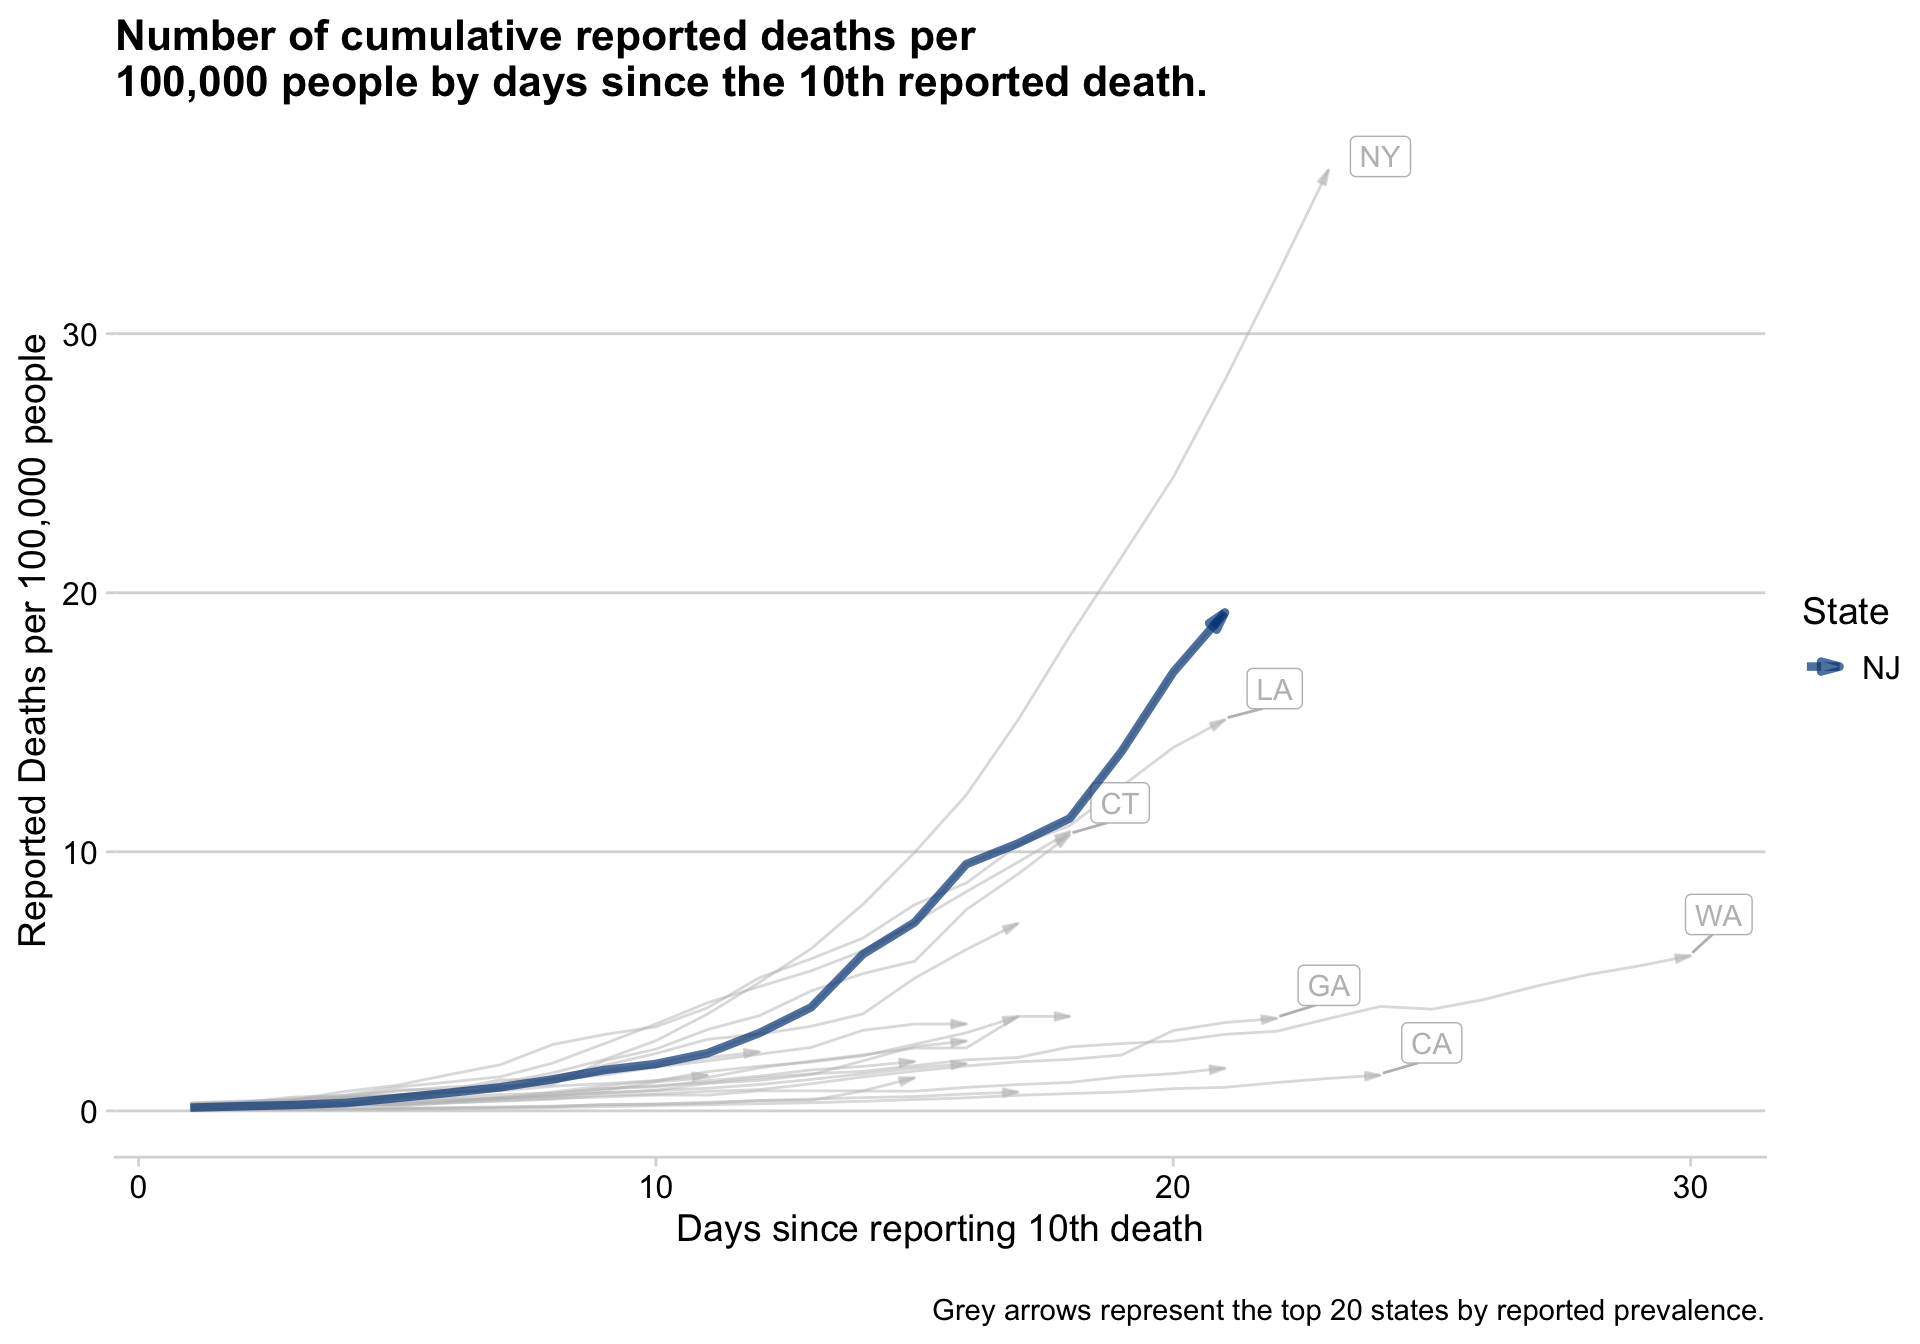 Number of cumulative reported deaths per
100,000 people by days since the 10th reported death.
Reported Deaths per 100,000 people
30
20
10
0
NY
LA
CT
WA
GA
CA
State
NJ
0
10
20
30
Days since reporting 10th death
Grey arrows represent the top 20 states by reported prevalence.